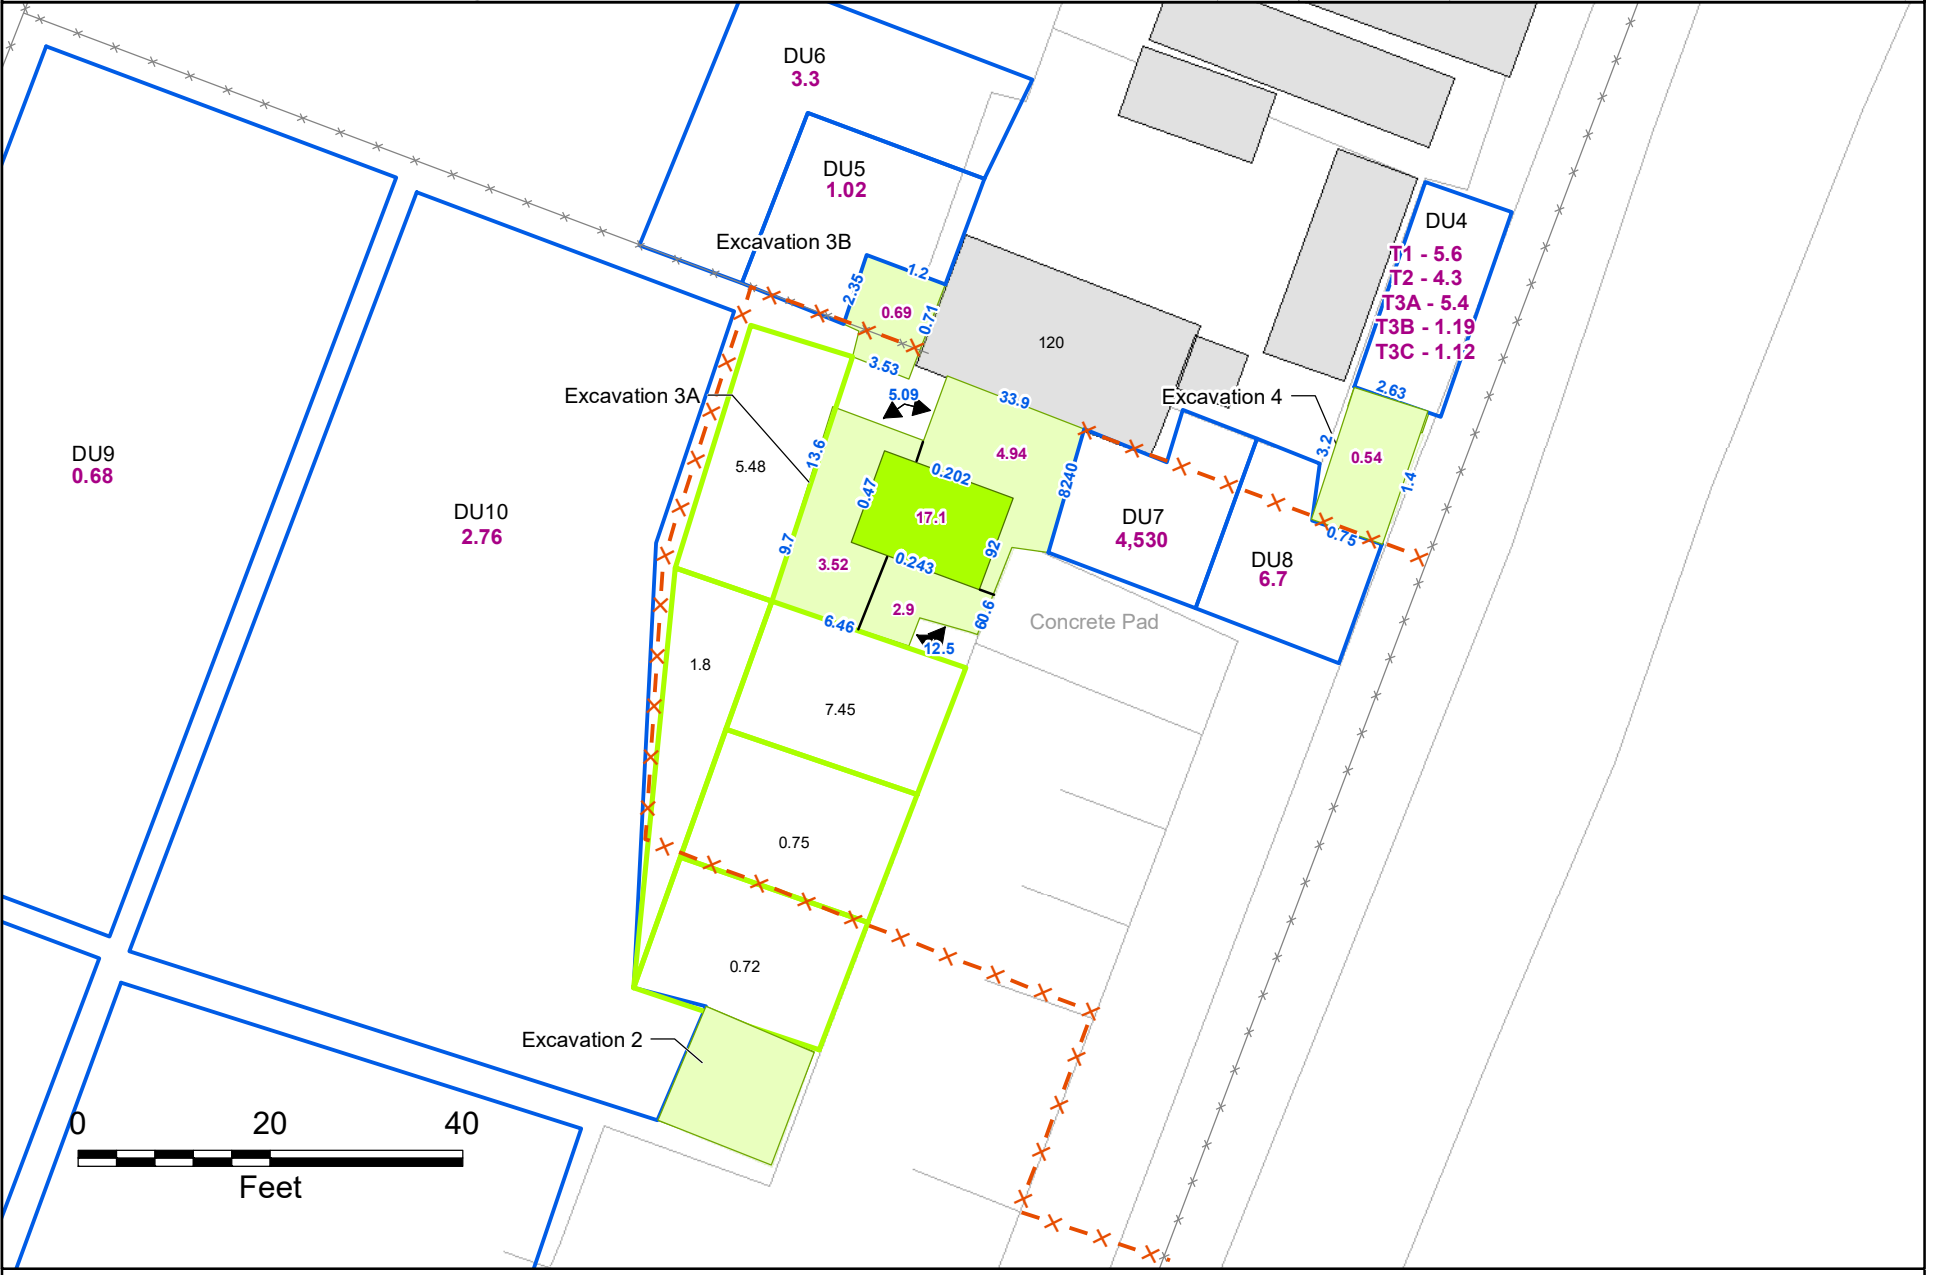 DU6
3.3
DU5
1.02
Excavation 3B
DU4
T1 - 5.6
T2 - 4.3
T3A - 5.4
T3B - 1.19
T3C - 1.12
1.2
2.35
0.69
0.71
120
3.53
5.09
33.9
Excavation 3A
Excavation 4
2.63
3.2
0.54
1.4
0.75
DU9
0.68
5.48
13.6
4.94
0.202
0.47
8240
DU10
2.76
17.1
DU7
4,530
9.7
92
3.52
0.243
DU8
6.7
2.9
60.6
6.46
12.5
Concrete Pad
1.8
7.45
0.75
0.72
Excavation 2
0 20 40
Feet